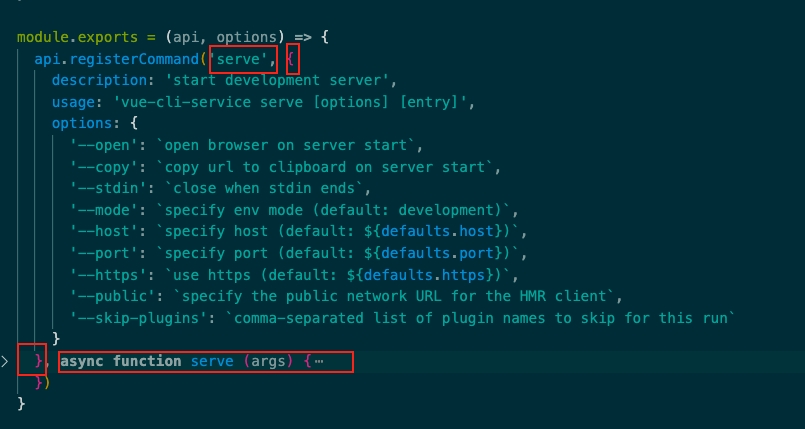 module.exports = (api, options) => {
  api.registerCommand('serve', {
    description: 'start development server',
    usage: 'vue-cli-service serve [options] [entry]',
    options: {
      '--open': `open browser on server start`,
      '--copy': `copy url to clipboard on server start`,
      '--stdin': `close when stdin ends`,
      '--mode': `specify env mode (default: development)`,
      '--host': `specify host (default: ${defaults.host})`,
      '--port': `specify port (default: ${defaults.port})`,
      '--https': `use https (default: ${defaults.https})`,
      '--public': `specify the public network URL for the HMR client`,
      '--skip-plugins': `comma-separated list of plugin names to skip for this run`
    }
  }, async function serve (args) {⋯
  })
}